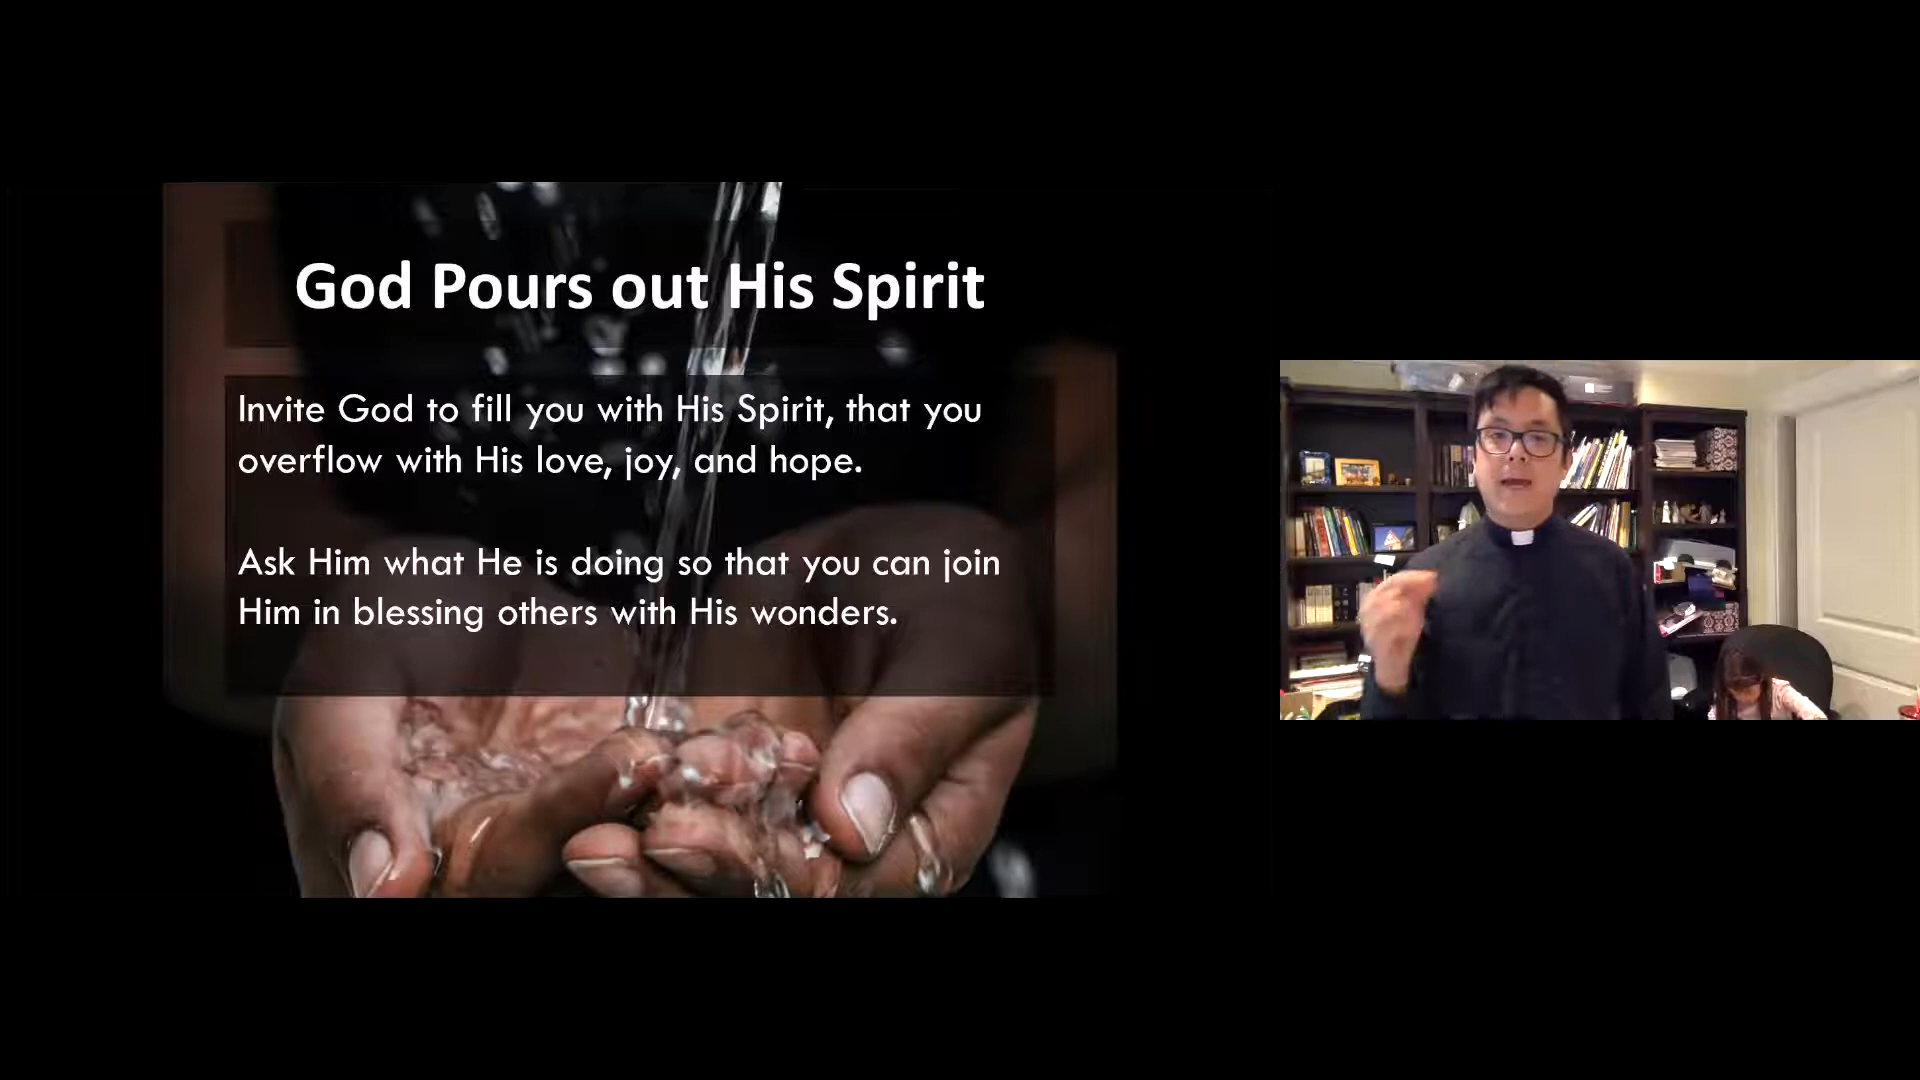 God Pours out His Spirit
Invite God to fill you with His Spirit, that you
overflow with His love, joy, and hope.
Ask Him what He is doing so that you can join
Him in blessing others with His wonders.